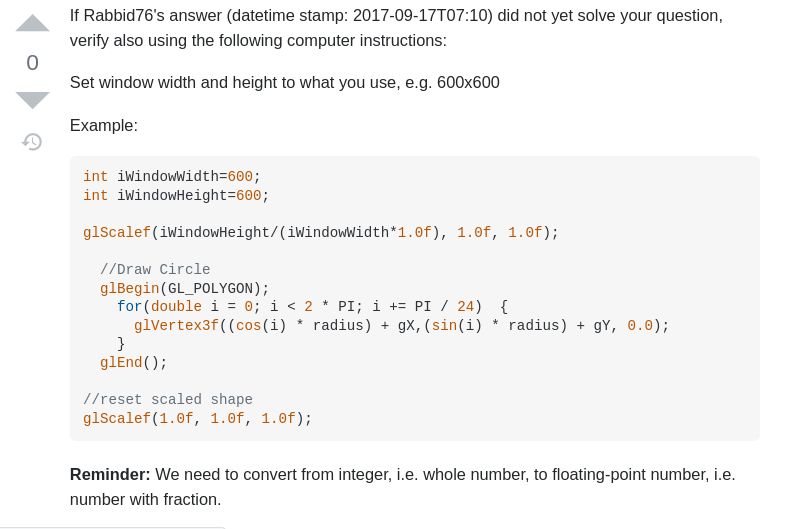 If Rabbid76's answer (datetime stamp: 2017-09-17T07:10) did not yet solve your question,
verify also using the following computer instructions:
0
Set window width and height to what you use, e.g. 600x600
Example:
int iWindowWidth=600;
int iWindowHeight=600;
glScalef(iWindowHeight/(iWindowWidth*1.0f), 1.0f, 1.0f);
//Draw Circle
glBegin(GL_POLYGON);
for(double i = 0; i < 2 * PI; i += PI / 24)  {
glVertex3f((cos(i) * radius) + gX,(sin(i) * radius) + gY, 0.0);
}
glEnd();
//reset scaled shape
glScalef(1.0f, 1.0f, 1.0f);
Reminder: We need to convert from integer, i.e. whole number, to floating-point number, i.e.
number with fraction.